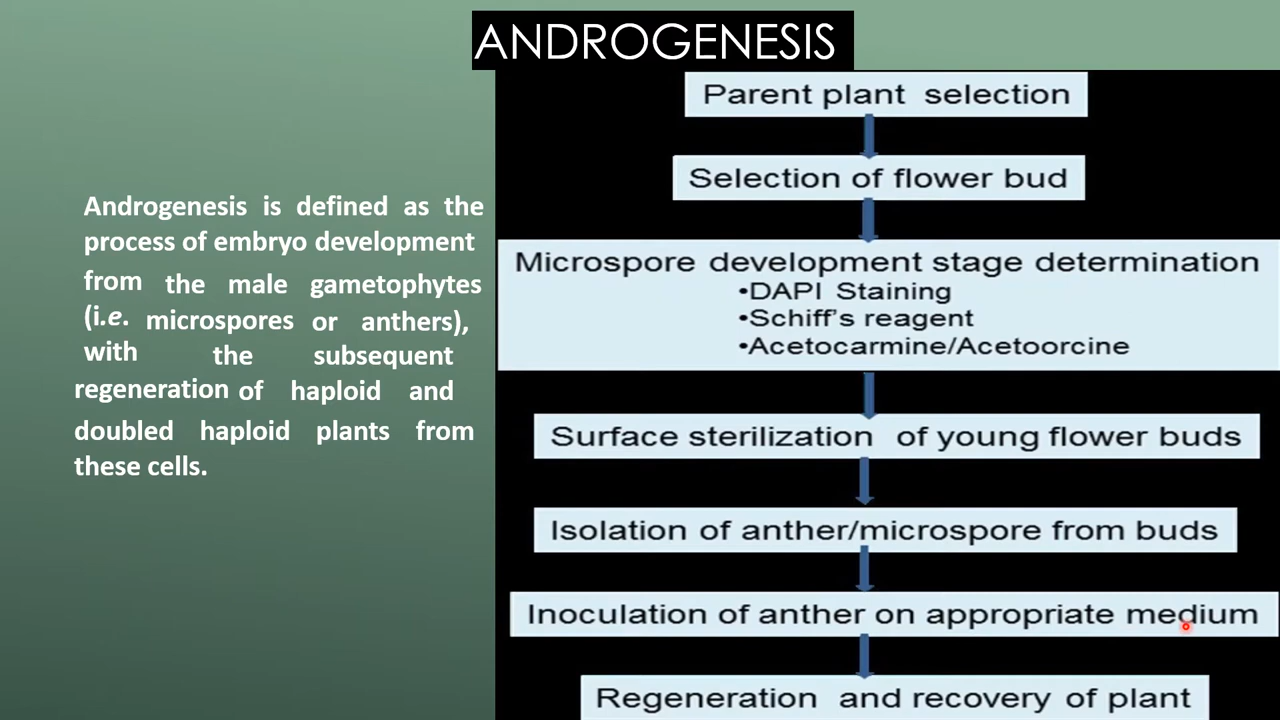 ANDROGENESIS
Androgenesis is defined as the
process of embryo development
from the male gametophytes
(i.e. microspores or anthers),
with the subsequent
regeneration of haploid and
doubled haploid plants from
these cells.
Parent plant selection
Selection of flower bud
Microspore development stage determination
•DAPI Staining
•Schiff's reagent
•Acetocarmine/Acetoorcine
Surface sterilization of young flower buds
Isolation of anther/microspore from buds
Inoculation of anther on appropriate medium
Regeneration and recovery of plant